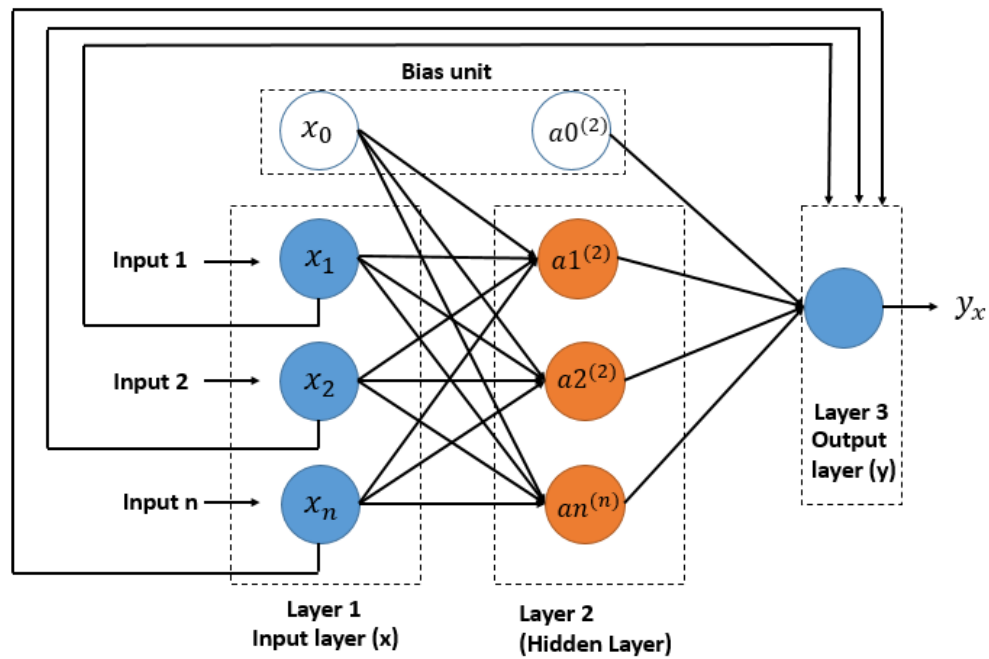 Bias unit
x₀
a0⁽²⁾
Input 1
x₁
a1⁽²⁾
Input 2
x₂
a2⁽²⁾
Input n
xₙ
an⁽ⁿ⁾
yₓ
Layer 3
Output
layer (y)
Layer 1
Input layer (x)
Layer 2
(Hidden Layer)